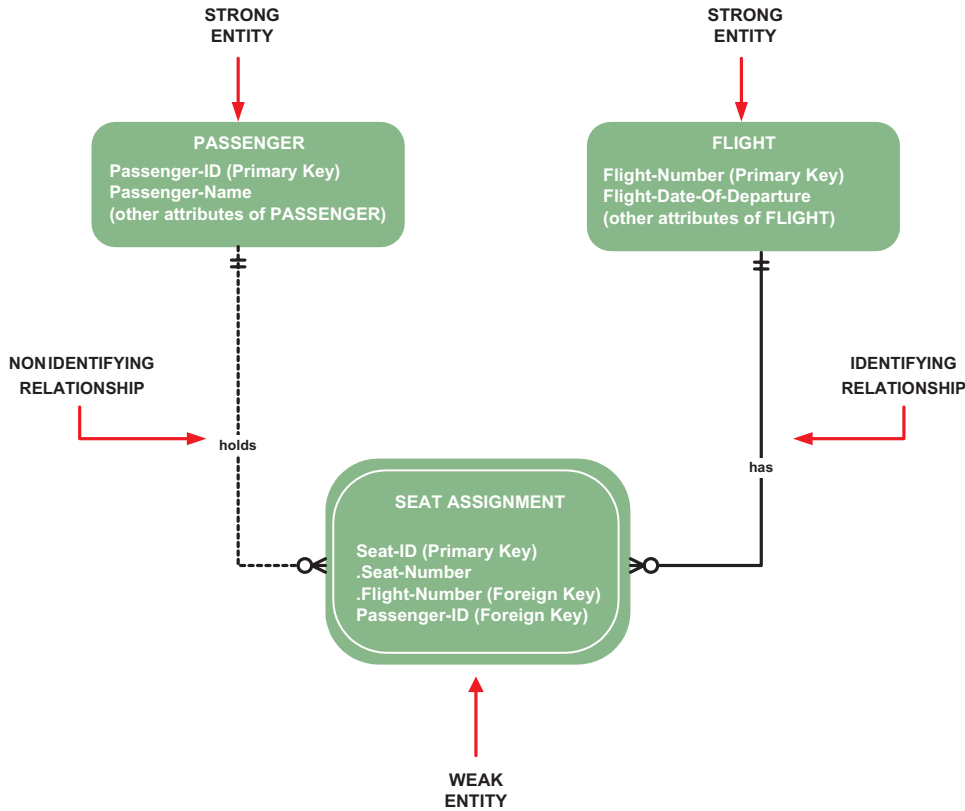 STRONG
ENTITY
STRONG
ENTITY
PASSENGER
Passenger-ID (Primary Key)
Passenger-Name
(other attributes of PASSENGER)
FLIGHT
Flight-Number (Primary Key)
Flight-Date-Of-Departure
(other attributes of FLIGHT)
NONIDENTIFYING
RELATIONSHIP
IDENTIFYING
RELATIONSHIP
holds
has
SEAT ASSIGNMENT
Seat-ID (Primary Key)
.Seat-Number
.Flight-Number (Foreign Key)
Passenger-ID (Foreign Key)
WEAK
ENTITY